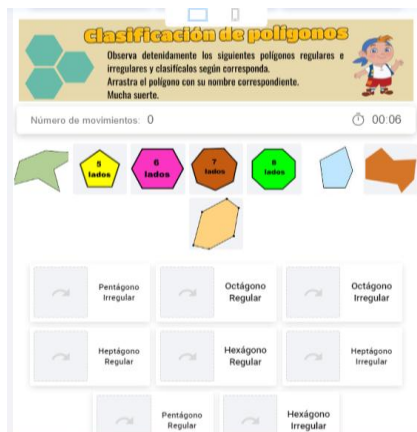 Clasificación de polígonos
Observa detenidamente los siguientes polígonos regulares e
irregulares y clasifícalos según corresponda.
Arrastra el polígono con su nombre correspondiente.
Mucha suerte.
Número de movimientos: 0
00:06
5
lados
6
lados
7
lados
8
lados
Pentágono
Irregular
Octágono
Regular
Octágono
Irregular
Heptágono
Regular
Hexágono
Regular
Heptágono
Irregular
Pentágono
Regular
Hexágono
Irregular